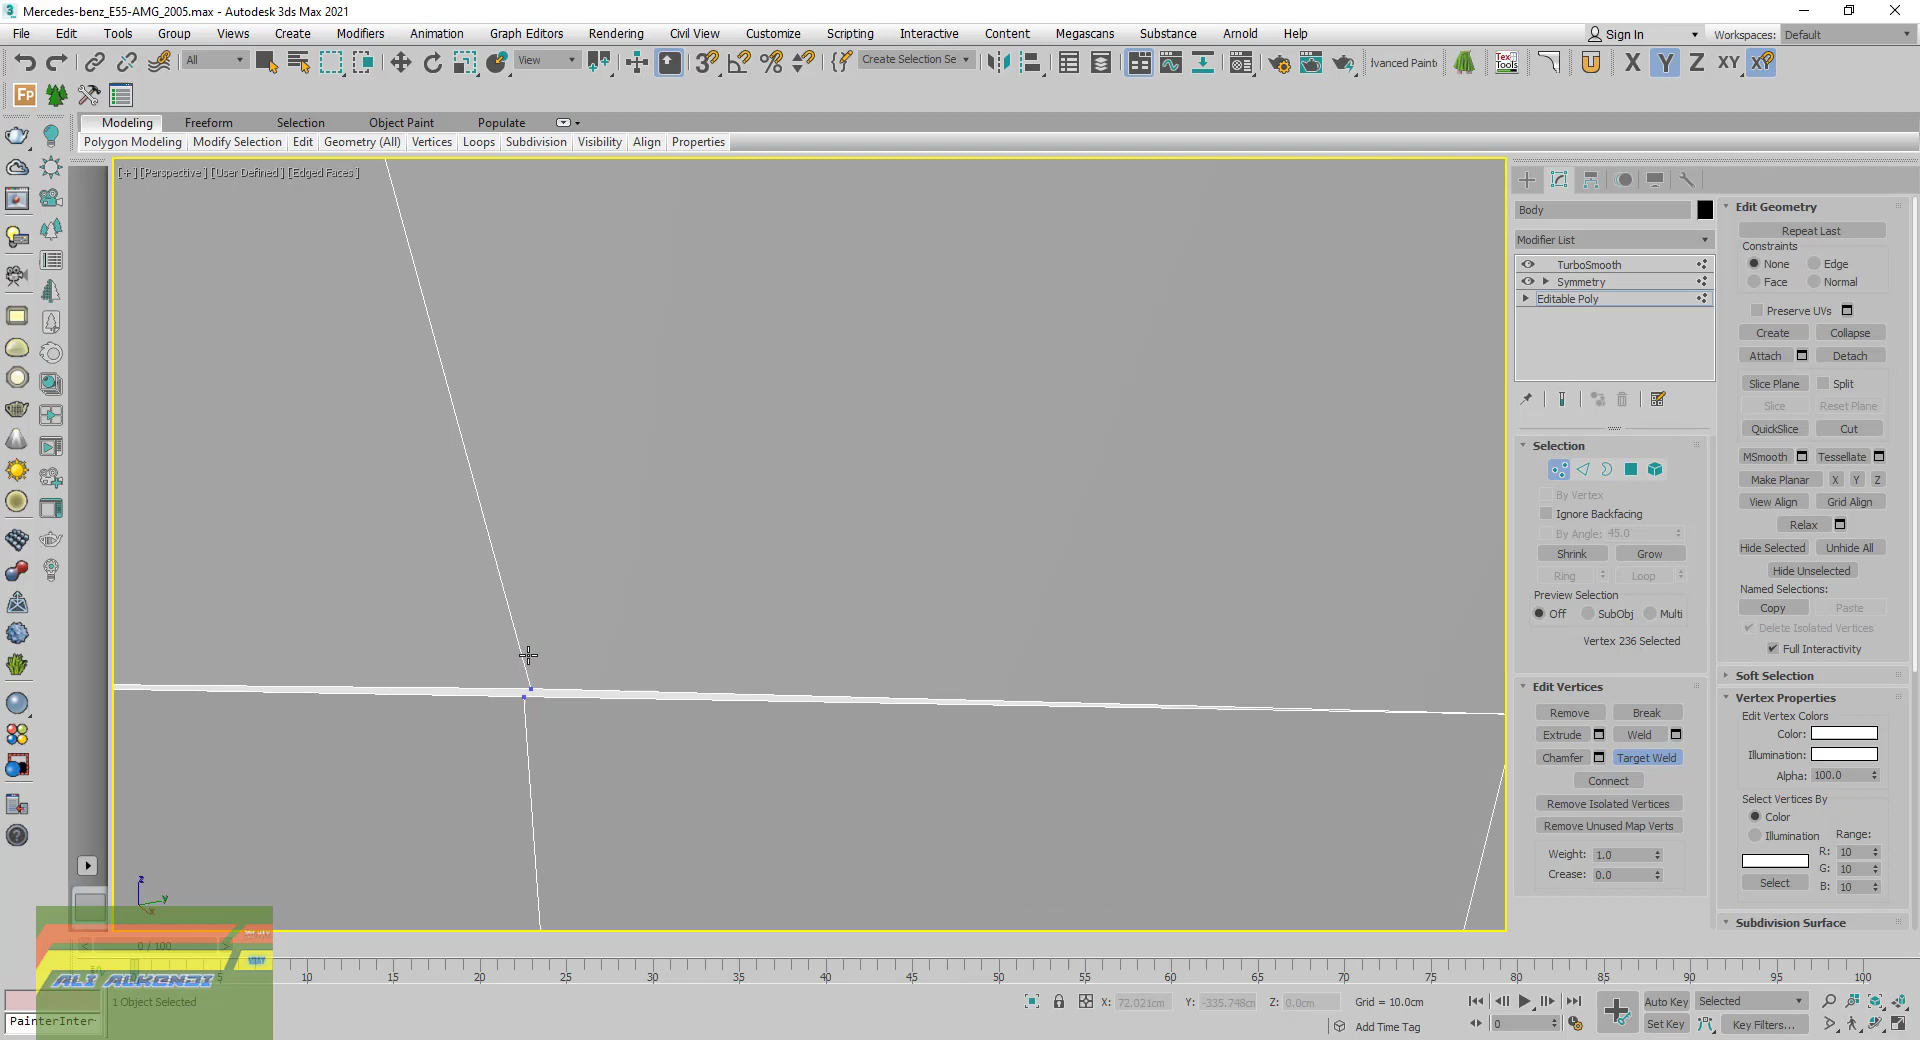 Mercedes-benz_E55-AMG_2005.max - Autodesk 3ds Max 2021
File Edit Tools Group Views Create Modifiers Animation Graph Editors Rendering Civil View Customize Scripting Interactive Content Megascans Substance Arnold Help
Sign In Workspaces: Default
All View Create Selection Se X Y Z XY XY
Modeling Freeform Selection Object Paint Populate
Polygon Modeling Modify Selection Edit Geometry (All) Vertices Loops Subdivision Visibility Align Properties
[+] [Perspective] [User Defined] [Edged Faces]
Body
Modifier List
TurboSmooth
Symmetry
Editable Poly
Selection
By Vertex
Ignore Backfacing
By Angle: 45.0
Shrink Grow
Ring Loop
Preview Selection
Off SubObj Multi
Vertex 236 Selected
Edit Vertices
Remove Break
Extrude Weld
Chamfer Target Weld
Connect
Remove Isolated Vertices
Remove Unused Map Verts
Weight: 1.0
Crease: 0.0
Edit Geometry
Repeat Last
Constraints
None Edge
Face Normal
Preserve UVs
Create Collapse
Attach Detach
Slice Plane Split
Slice Reset Plane
QuickSlice Cut
MSmooth Tessellate
Make Planar X Y Z
View Align Grid Align
Relax
Hide Selected Unhide All
Hide Unselected
Named Selections:
Copy Paste
Delete Isolated Vertices
Full Interactivity
Soft Selection
Vertex Properties
Edit Vertex Colors
Color:
Illumination:
Alpha: 100.0
Select Vertices By
Color
Illumination Range:
R: 10
G: 10
Select B: 10
Subdivision Surface
z
y
x
0 / 100
ALI ALKENZI
5 10 15 20 25 30 35 40 45 50 55 60 65 70 75 80 85 90 95 100
1 Object Selected
PainterInter
X: 72.021cm Y: -335.748cm Z: 0.0cm Grid = 10.0cm
Add Time Tag
0
Auto Key Selected
Set Key Key Filters...